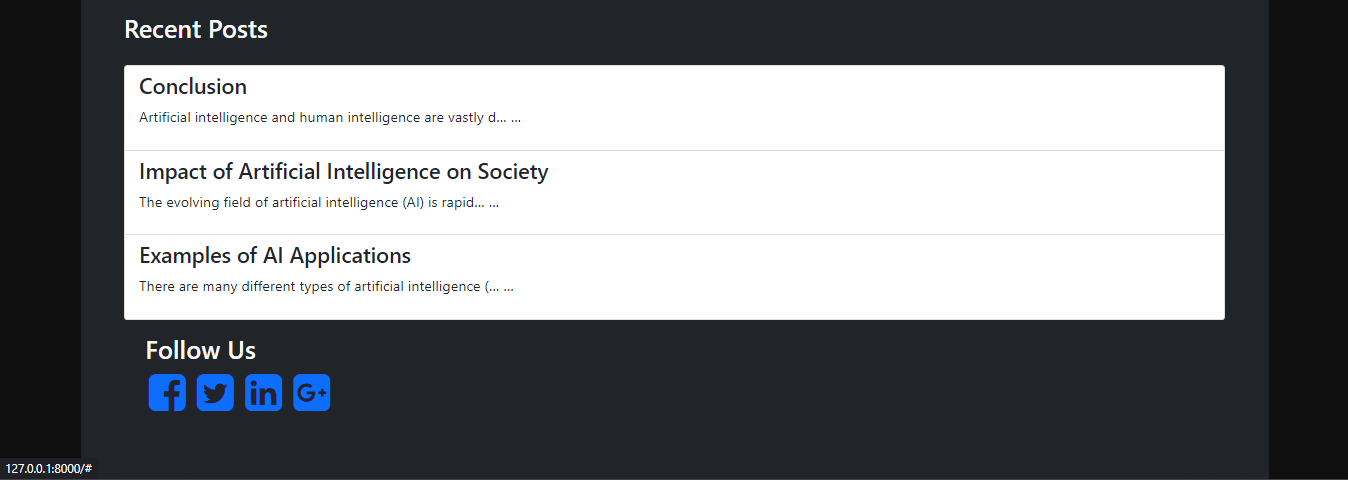 Recent Posts
Conclusion
Artificial intelligence and human intelligence are vastly d... ...
Impact of Artificial Intelligence on Society
The evolving field of artificial intelligence (AI) is rapid... ...
Examples of AI Applications
There are many different types of artificial intelligence (... ...
Follow Us
127.0.0.1:8000/#